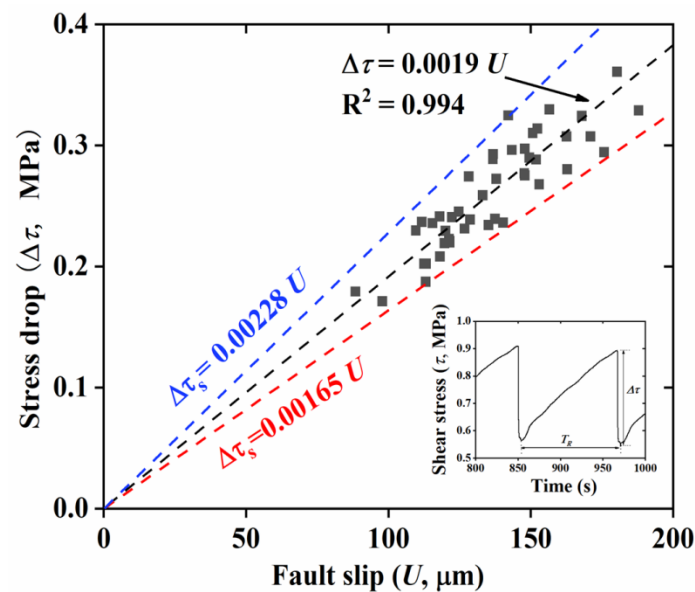 0.4
0.3
0.2
0.1
0.0
Stress drop (Δτ, MPa)
Δτ = 0.0019 U
R² = 0.994
Δτₛ= 0.00228 U
Δτₛ=0.00165 U
1.0
0.9
0.8
0.7
0.6
0.5
Shear stress (τ, MPa)
Δτ
T_R
800
850
900
950
1000
Time (s)
0
50
100
150
200
Fault slip (U, μm)